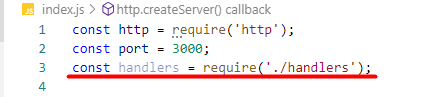 JS index.js > http.createServer() callback
1 const http = require('http');
2 const port = 3000;
3 const handlers = require('./handlers');
4